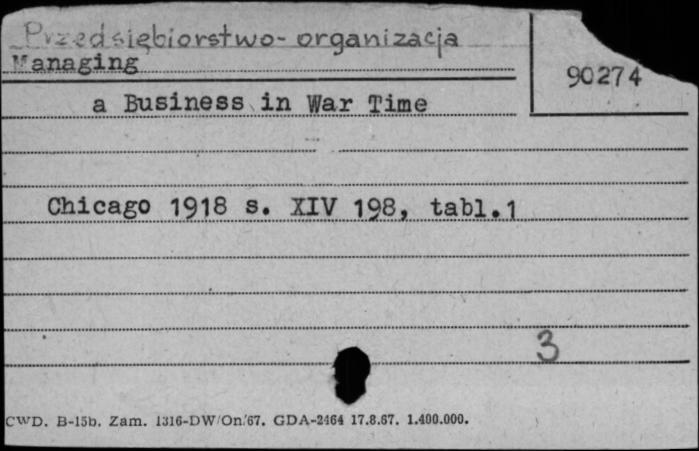 Przedsiębiorstwo- organizacja
Managing
90274
a Business in War Time
Chicago 1918 s. XIV 198, tabl.1
3
CWD. B-15b. Zam. 1316-DW/On/67. GDA-2464 17.8.67. 1.400.000.